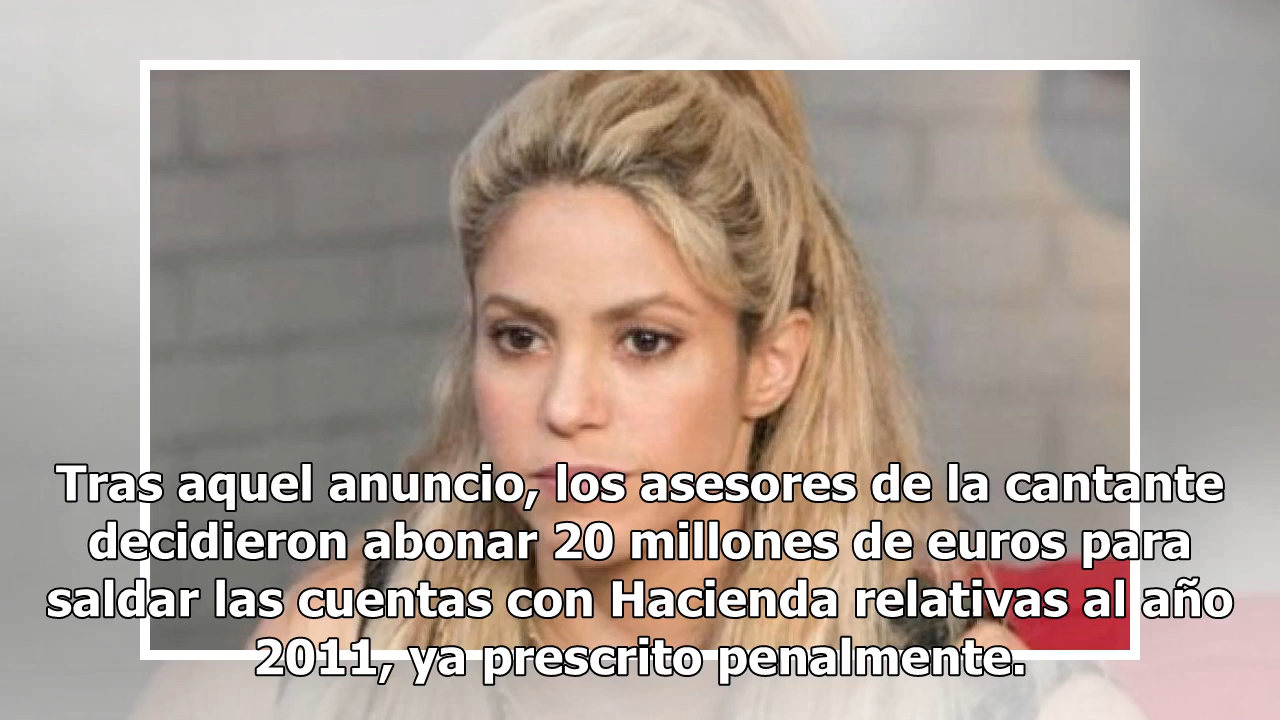 Tras aquel anuncio, los asesores de la cantante
decidieron abonar 20 millones de euros para
saldar las cuentas con Hacienda relativas al año
2011, ya prescrito penalmente.